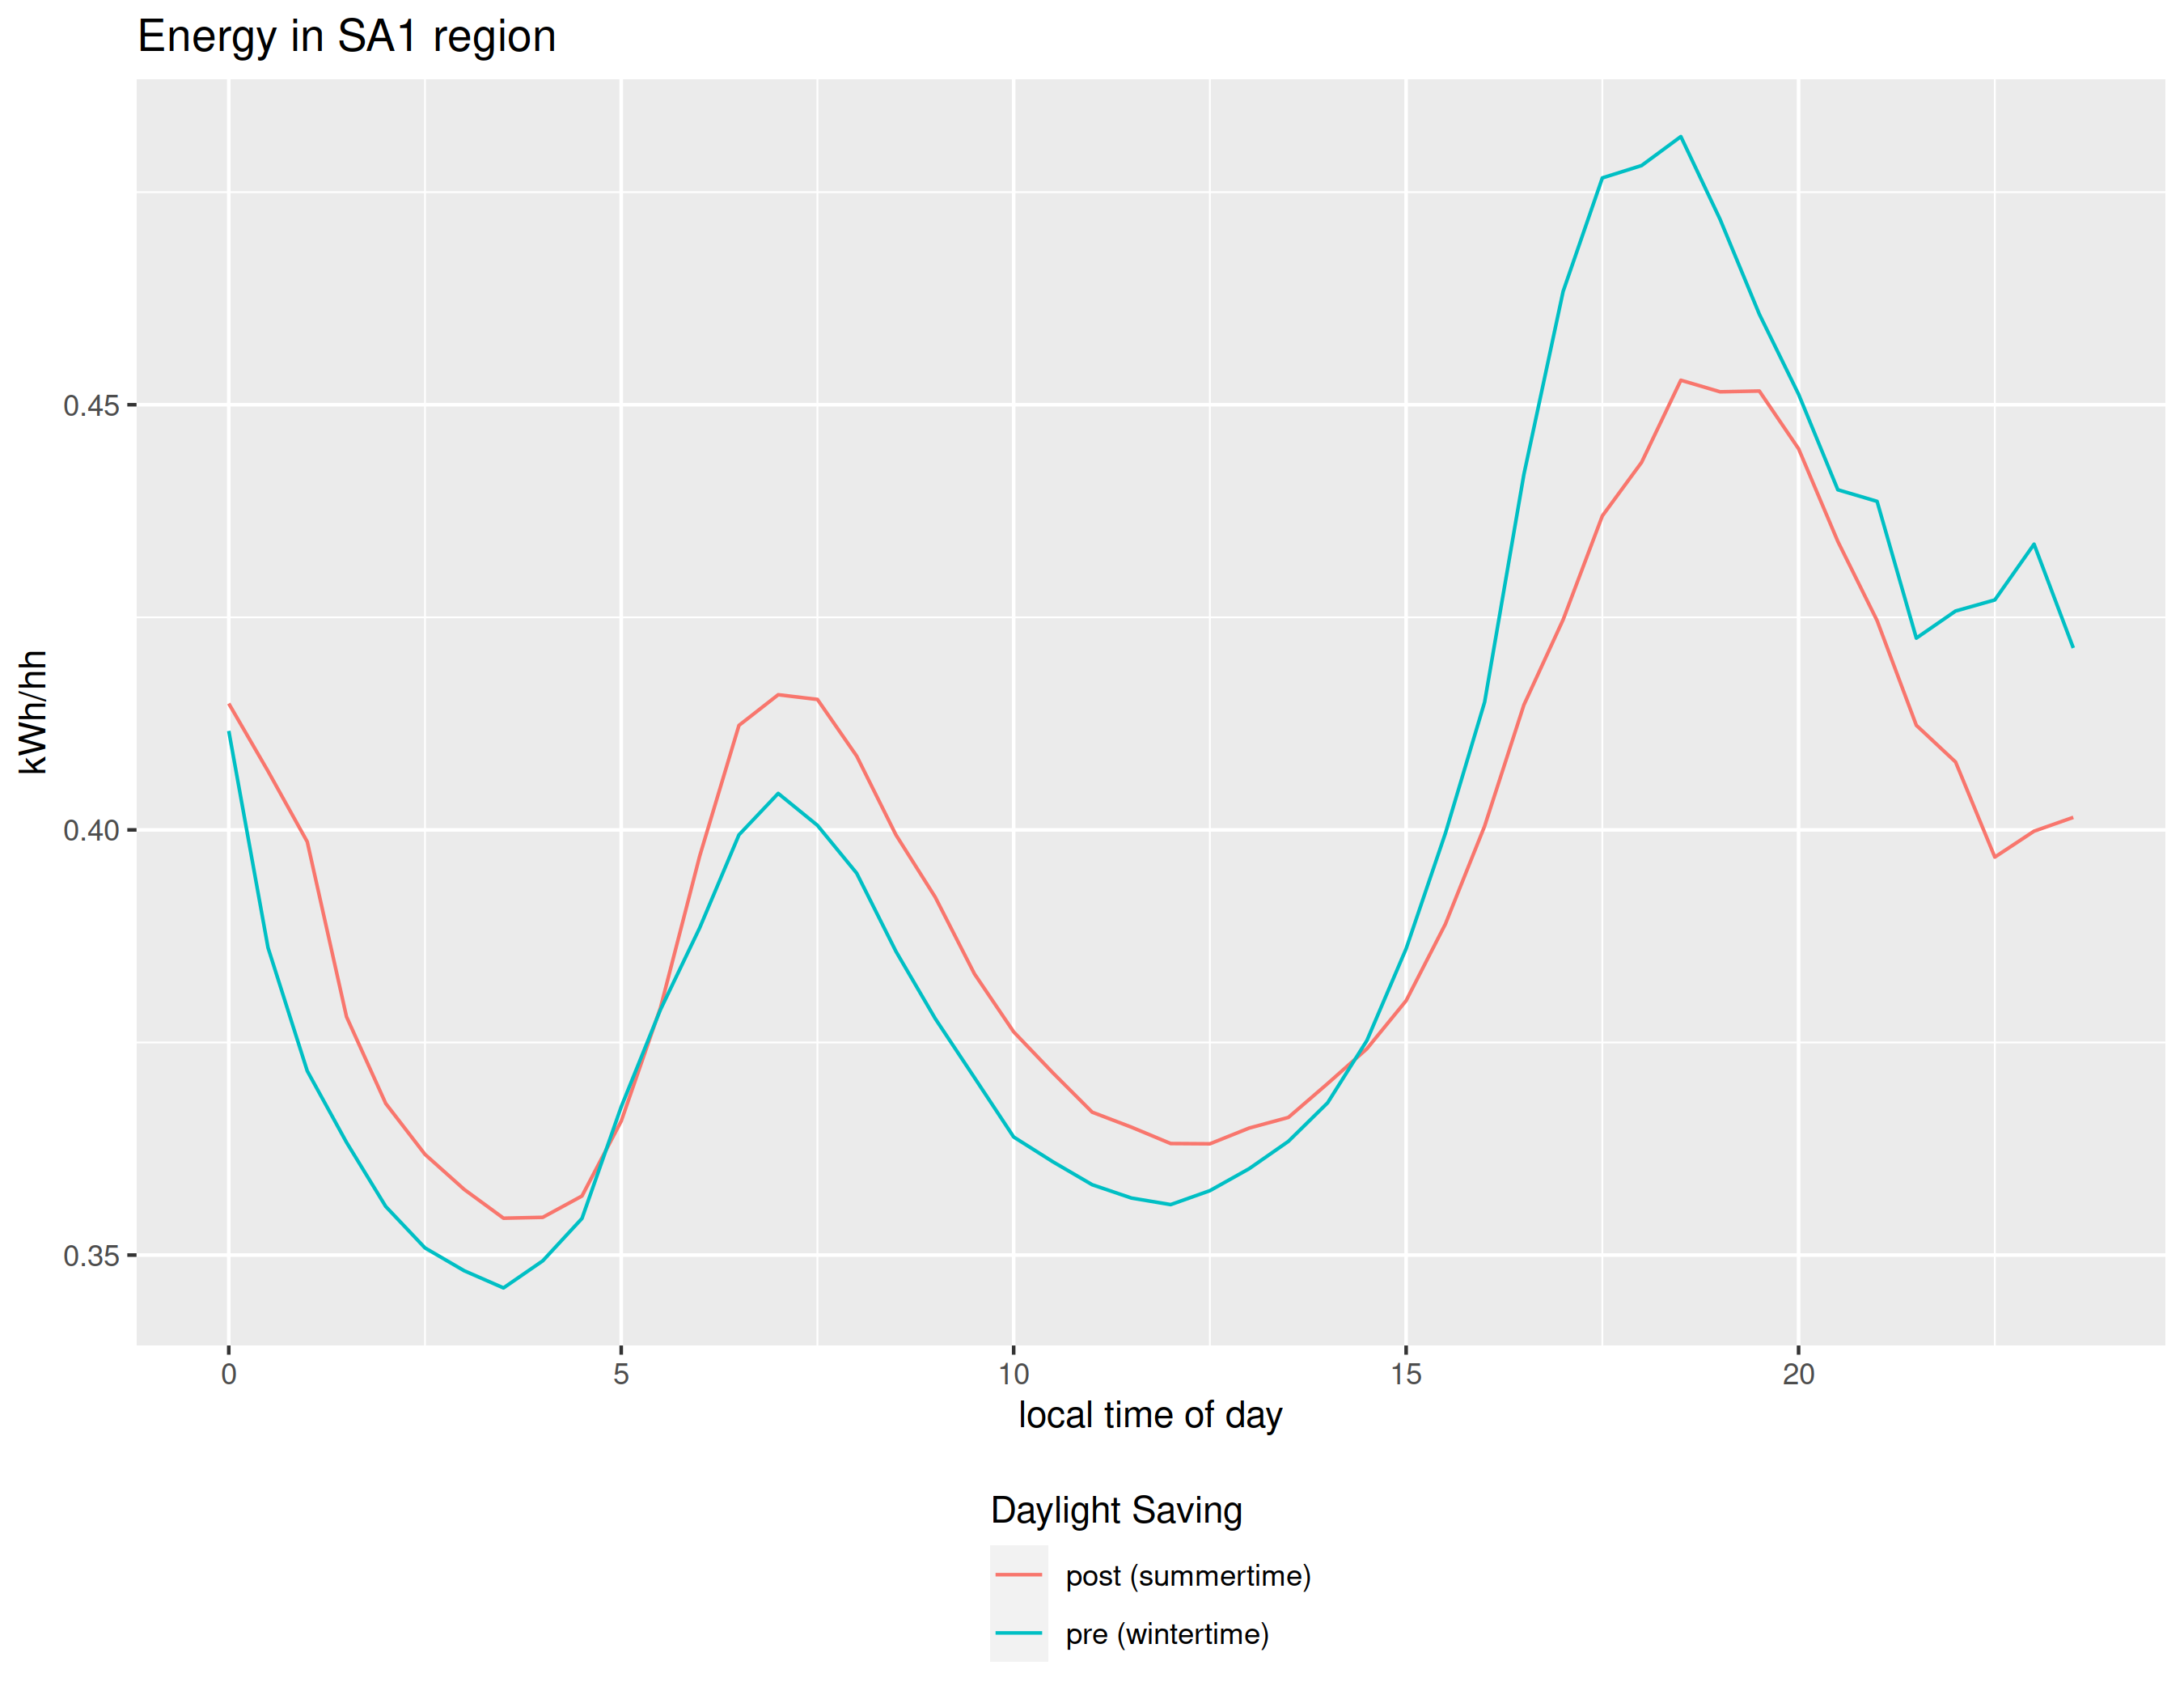 Energy in SA1 region
kWh/hh
0.45
0.40
0.35
0 5 10 15 20
local time of day
Daylight Saving
post (summertime)
pre (wintertime)